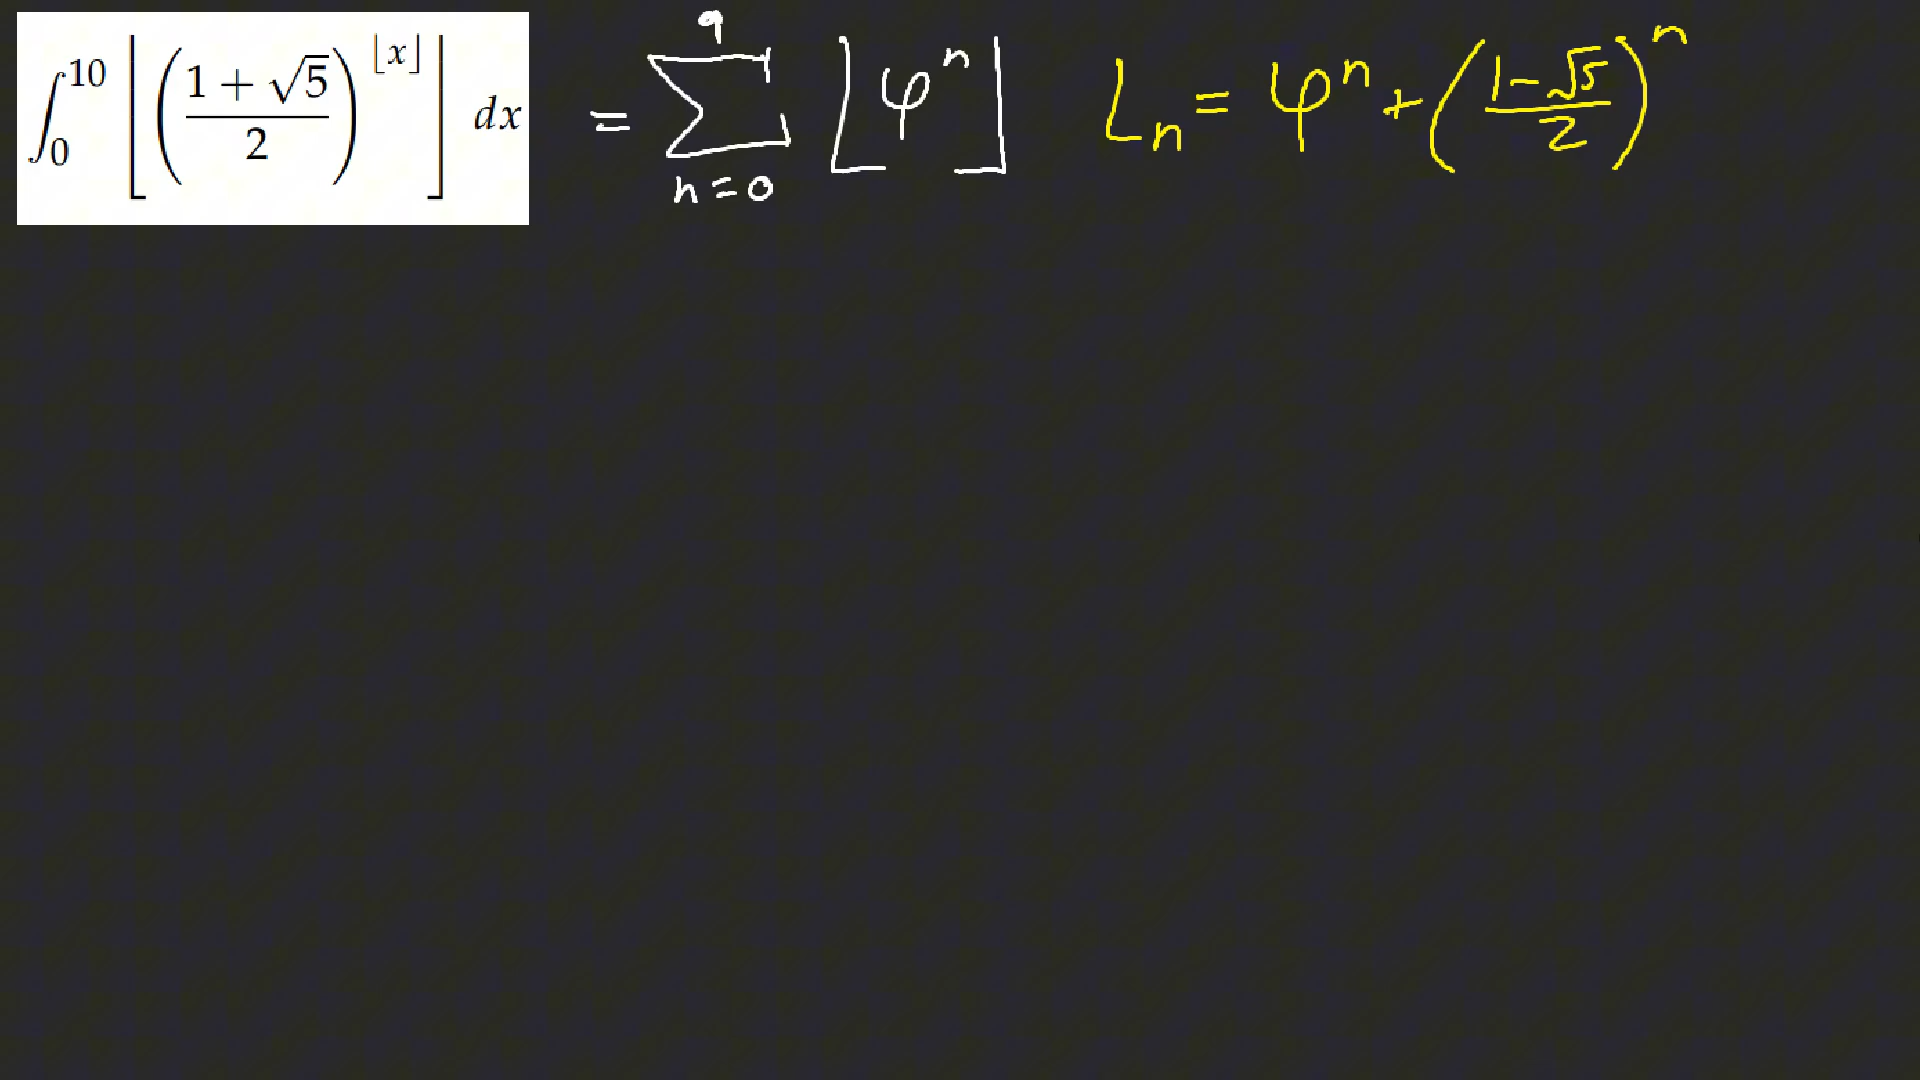 ∫₀¹⁰ ⌊((1+√5)/2)^⌊x⌋⌋ dx = ∑_{n=0}^{9} ⌊φⁿ⌋ Lₙ = φⁿ + ((1-√5)/2)ⁿ